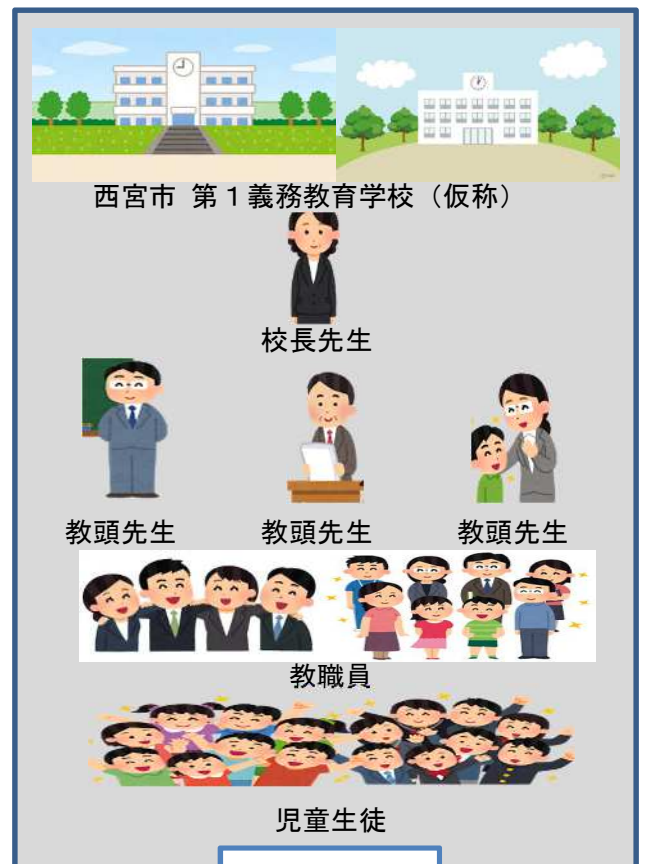 西宮市 第１義務教育学校（仮称）
校長先生
教頭先生 教頭先生 教頭先生
教職員
児童生徒